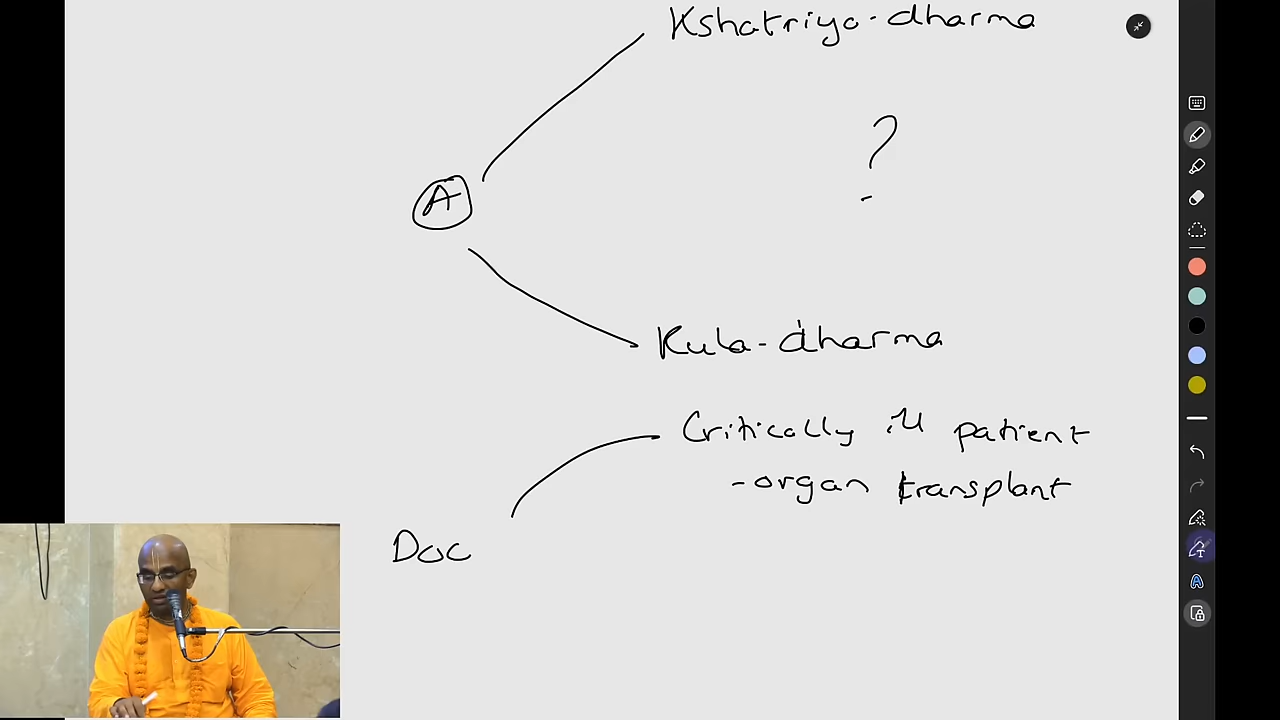 Kshatriya-dharma
?
A
Kula-dharma
Critically ill patient
-organ transplant
Doc